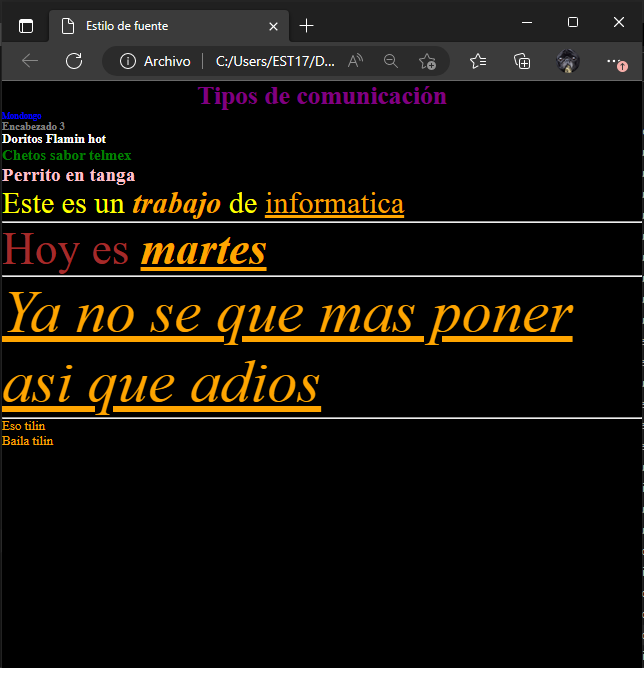 Estilo de fuente
Archivo
C:/Users/EST17/D...
Tipos de comunicación
Mondongo
Encabezado 3
Doritos Flamin hot
Chetos sabor telmex
Perrito en tanga
Este es un trabajo de informatica
Hoy es martes
Ya no se que mas poner
asi que adios
Eso tilin
Baila tilin